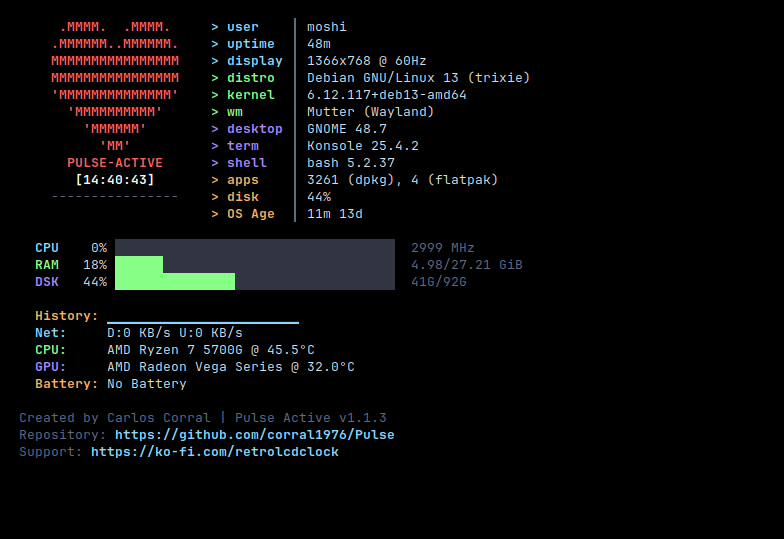 .MMMM.  .MMMM.    > user    │ moshi
.MMMMMM..MMMMMM.    > uptime  │ 48m
MMMMMMMMMMMMMMMM    > display │ 1366x768 @ 60Hz
MMMMMMMMMMMMMMMM    > distro  │ Debian GNU/Linux 13 (trixie)
'MMMMMMMMMMMMMM'    > kernel  │ 6.12.117+deb13-amd64
'MMMMMMMMMM'    > wm      │ Mutter (Wayland)
'MMMMMM'    > desktop │ GNOME 48.7
'MM'    > term    │ Konsole 25.4.2
PULSE-ACTIVE    > shell   │ bash 5.2.37
[14:40:43]    > apps    │ 3261 (dpkg), 4 (flatpak)
----------------    > disk    │ 44%
> OS Age  │ 11m 13d
CPU    0%    2999 MHz
RAM   18%    4.98/27.21 GiB
DSK   44%    41G/92G
History: ________________________
Net:     D:0 KB/s U:0 KB/s
CPU:     AMD Ryzen 7 5700G @ 45.5°C
GPU:     AMD Radeon Vega Series @ 32.0°C
Battery: No Battery
Created by Carlos Corral | Pulse Active v1.1.3
Repository: https://github.com/corral1976/Pulse
Support: https://ko-fi.com/retrolcdclock